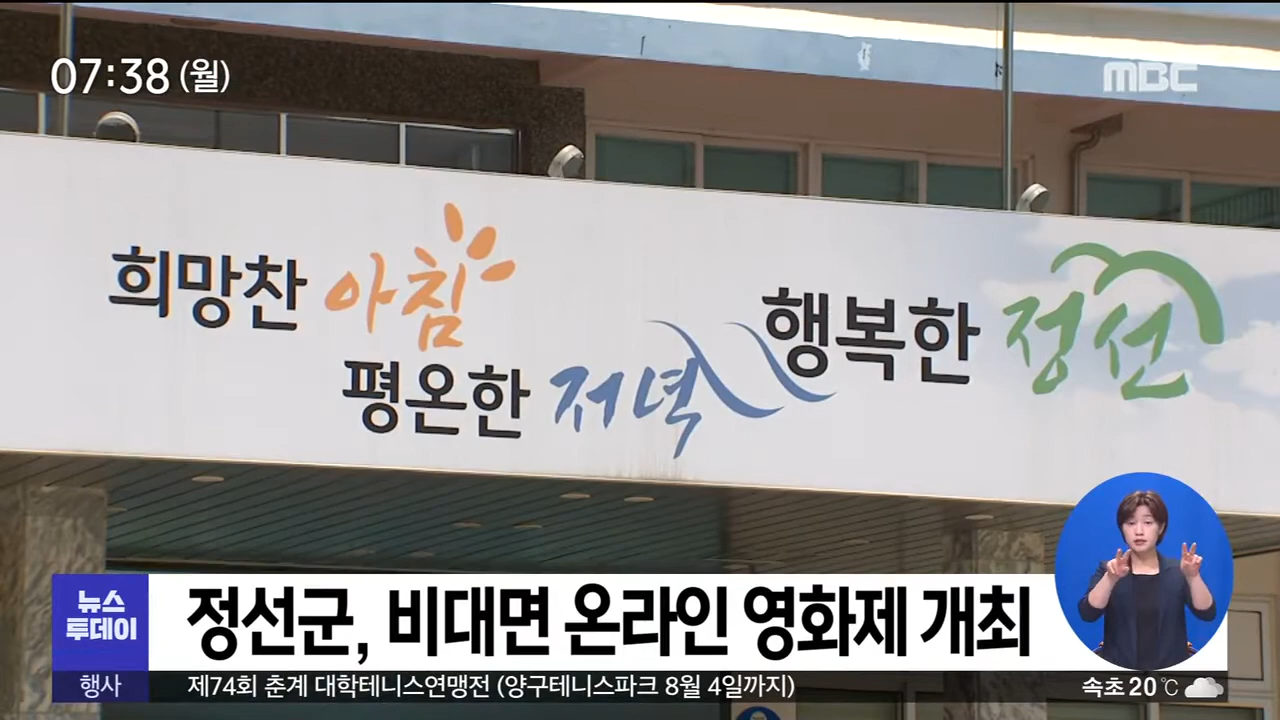 07:38 (월)
MBC
희망찬 아침
평온한 저녁
행복한 정선
뉴스
투데이
정선군, 비대면 온라인 영화제 개최
행사
제74회 춘계 대학테니스연맹전 (양구테니스파크 8월 4일까지)
속초 20℃